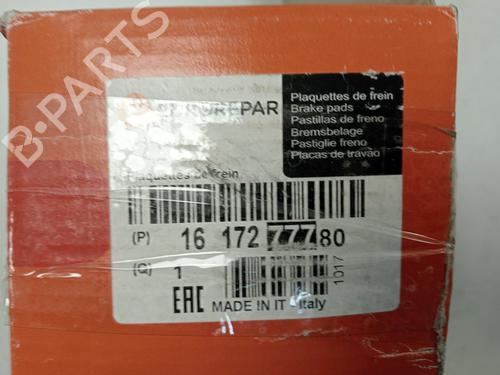 B-PARTS
Plaquettes de frein
Brake pads
Pastillas de freno
Bremsbelage
Pastiglie freno
Placas de travão
Plaquettes de frein
(P) 16 172 777 80
(Q) 1
1017
EAC MADE IN IT - Italy